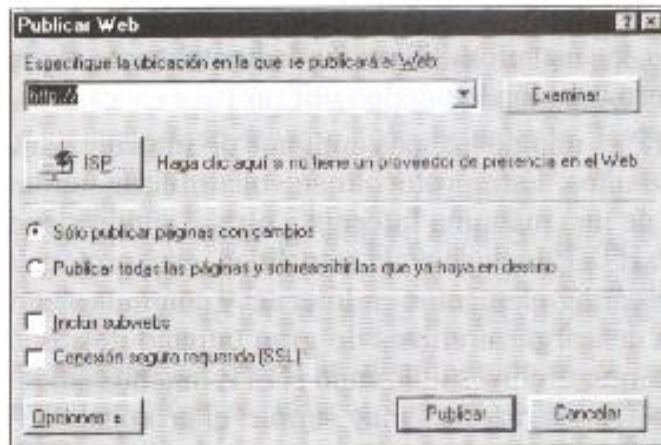 Publicar Web
Especifique la ubicación en la que se publicará el Web:
http://
Examinar...
ISP...
Haga clic aquí si no tiene un proveedor de presencia en el Web
Sólo publicar páginas con cambios
Publicar todas las páginas y sobrescribir las que ya haya en destino
Incluir subwebs
Conexión segura requerida (SSL)
Opciones
Publicar
Cancelar